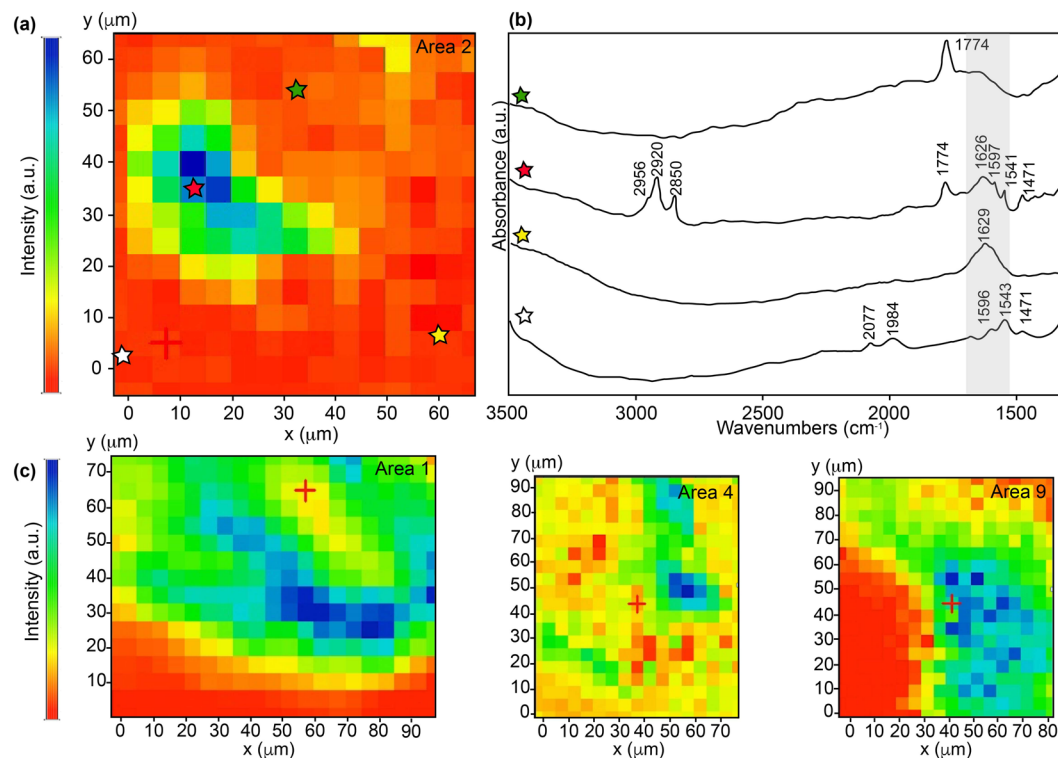 (a)
y (µm)
Area 2
60
50
40
30
20
10
0
0 10 20 30 40 50 60
x (µm)
Intensity (a.u.)
(b)
Absorbance (a.u.)
1774
2956
2920
2850
1774
1626
1597
1541
1471
1629
2077
1984
1596
1543
1471
3500 3000 2500 2000 1500
Wavenumbers (cm-1)
(c)
Intensity (a.u.)
y (µm)
Area 1
70
60
50
40
30
20
10
0 10 20 30 40 50 60 70 80 90
x (µm)
y (µm)
Area 4
90
80
70
60
50
40
30
20
10
0
0 10 20 30 40 50 60 70
x (µm)
y (µm)
Area 9
90
80
70
60
50
40
30
20
10
0
0 10 20 30 40 50 60 70 80
x (µm)